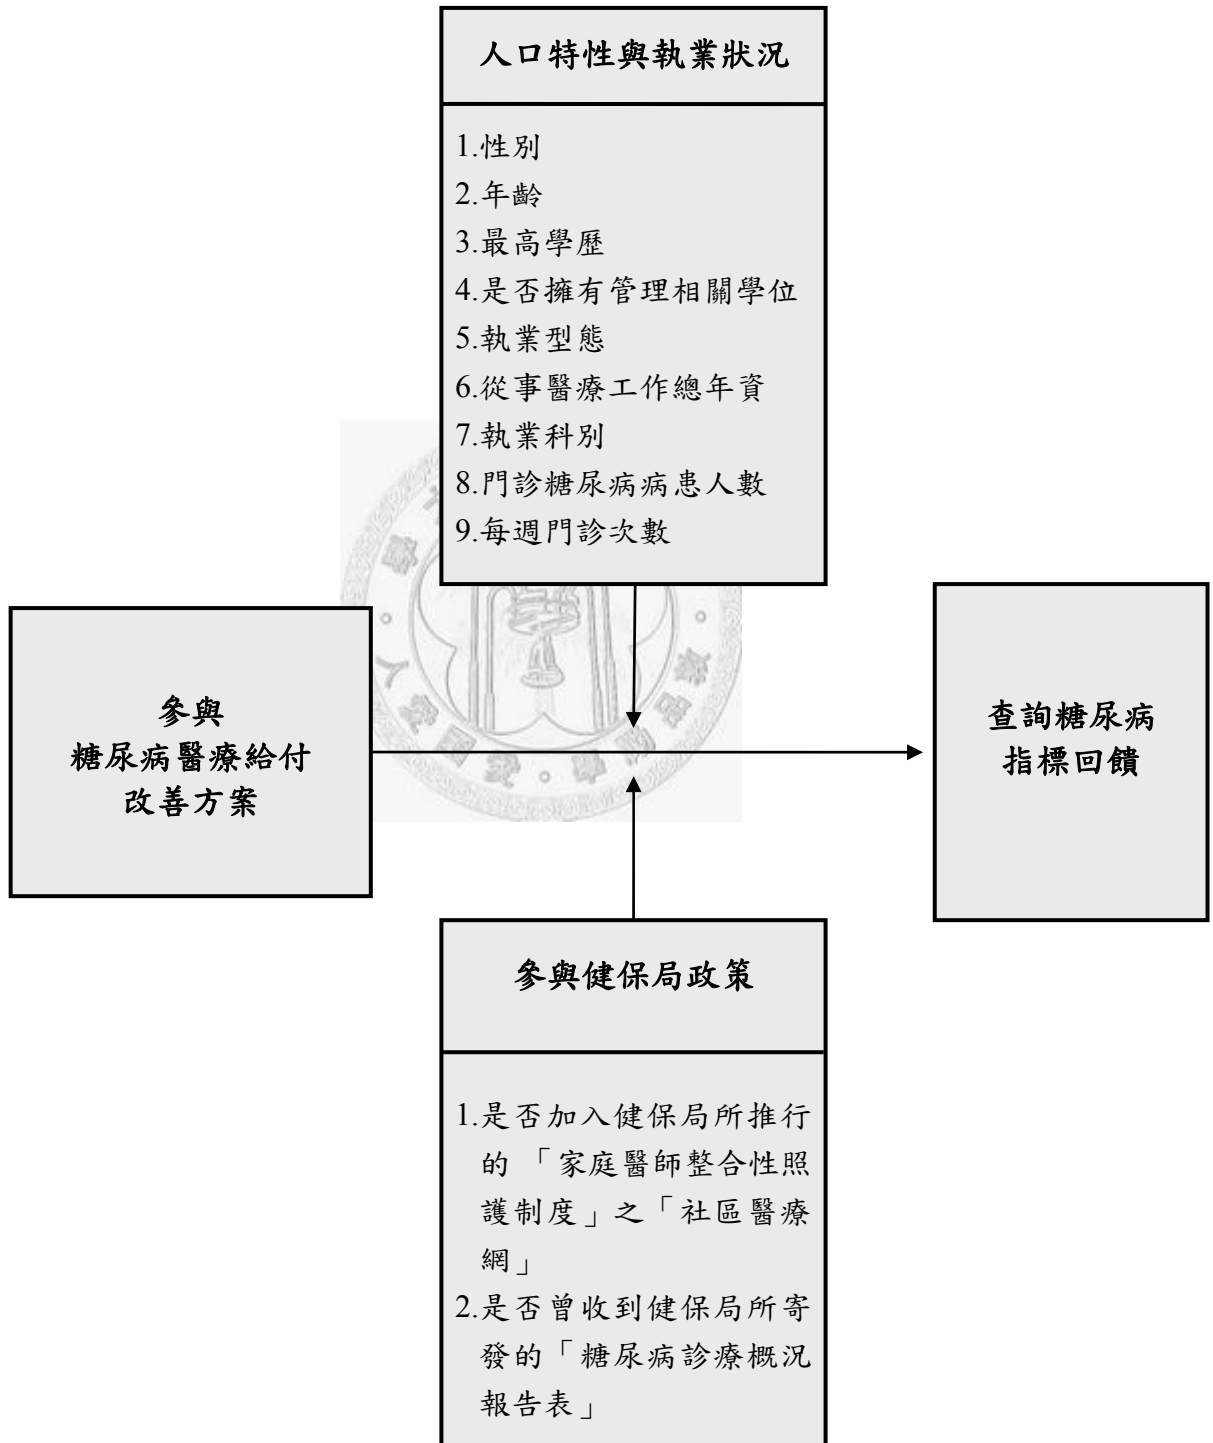 人口特性與執業狀況
1.性別
2.年齡
3.最高學歷
4.是否擁有管理相關學位
5.執業型態
6.從事醫療工作總年資
7.執業科別
8.門診糖尿病病患人數
9.每週門診次數
參與
糖尿病醫療給付
改善方案
查詢糖尿病
指標回饋
參與健保局政策
1.是否加入健保局所推行
的 「家庭醫師整合性照
護制度」之「社區醫療
網」
2.是否曾收到健保局所寄
發的「糖尿病診療概況
報告表」